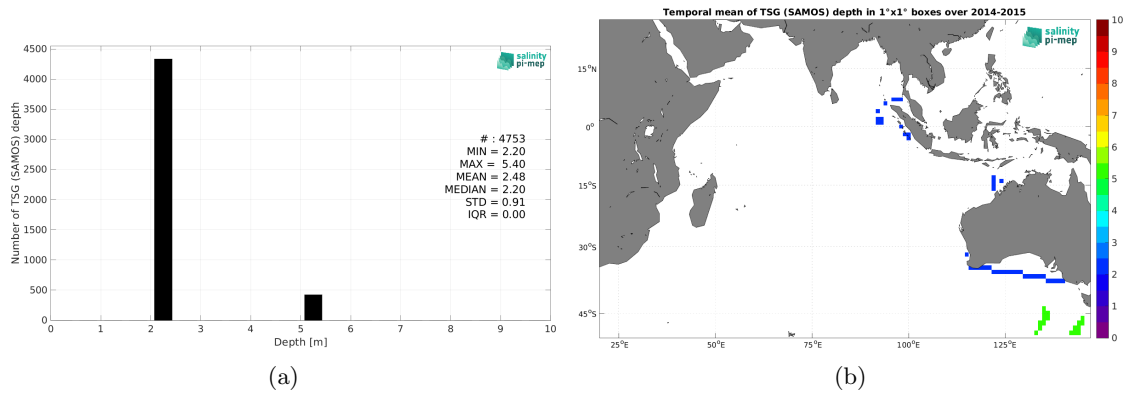 4500
4000
3500
3000
2500
2000
1500
1000
500
0
Number of TSG (SAMOS) depth
salinity
pi-mep
# : 4753
MIN = 2.20
MAX = 5.40
MEAN = 2.48
MEDIAN = 2.20
STD = 0.91
IQR = 0.00
0 1 2 3 4 5 6 7 8 9 10
Depth [m]
(a)
Temporal mean of TSG (SAMOS) depth in 1°x1° boxes over 2014-2015
salinity
pi-mep
15°N
0°
15°S
30°S
45°S
25°E 50°E 75°E 100°E 125°E
10
9
8
7
6
5
4
3
2
1
0
(b)